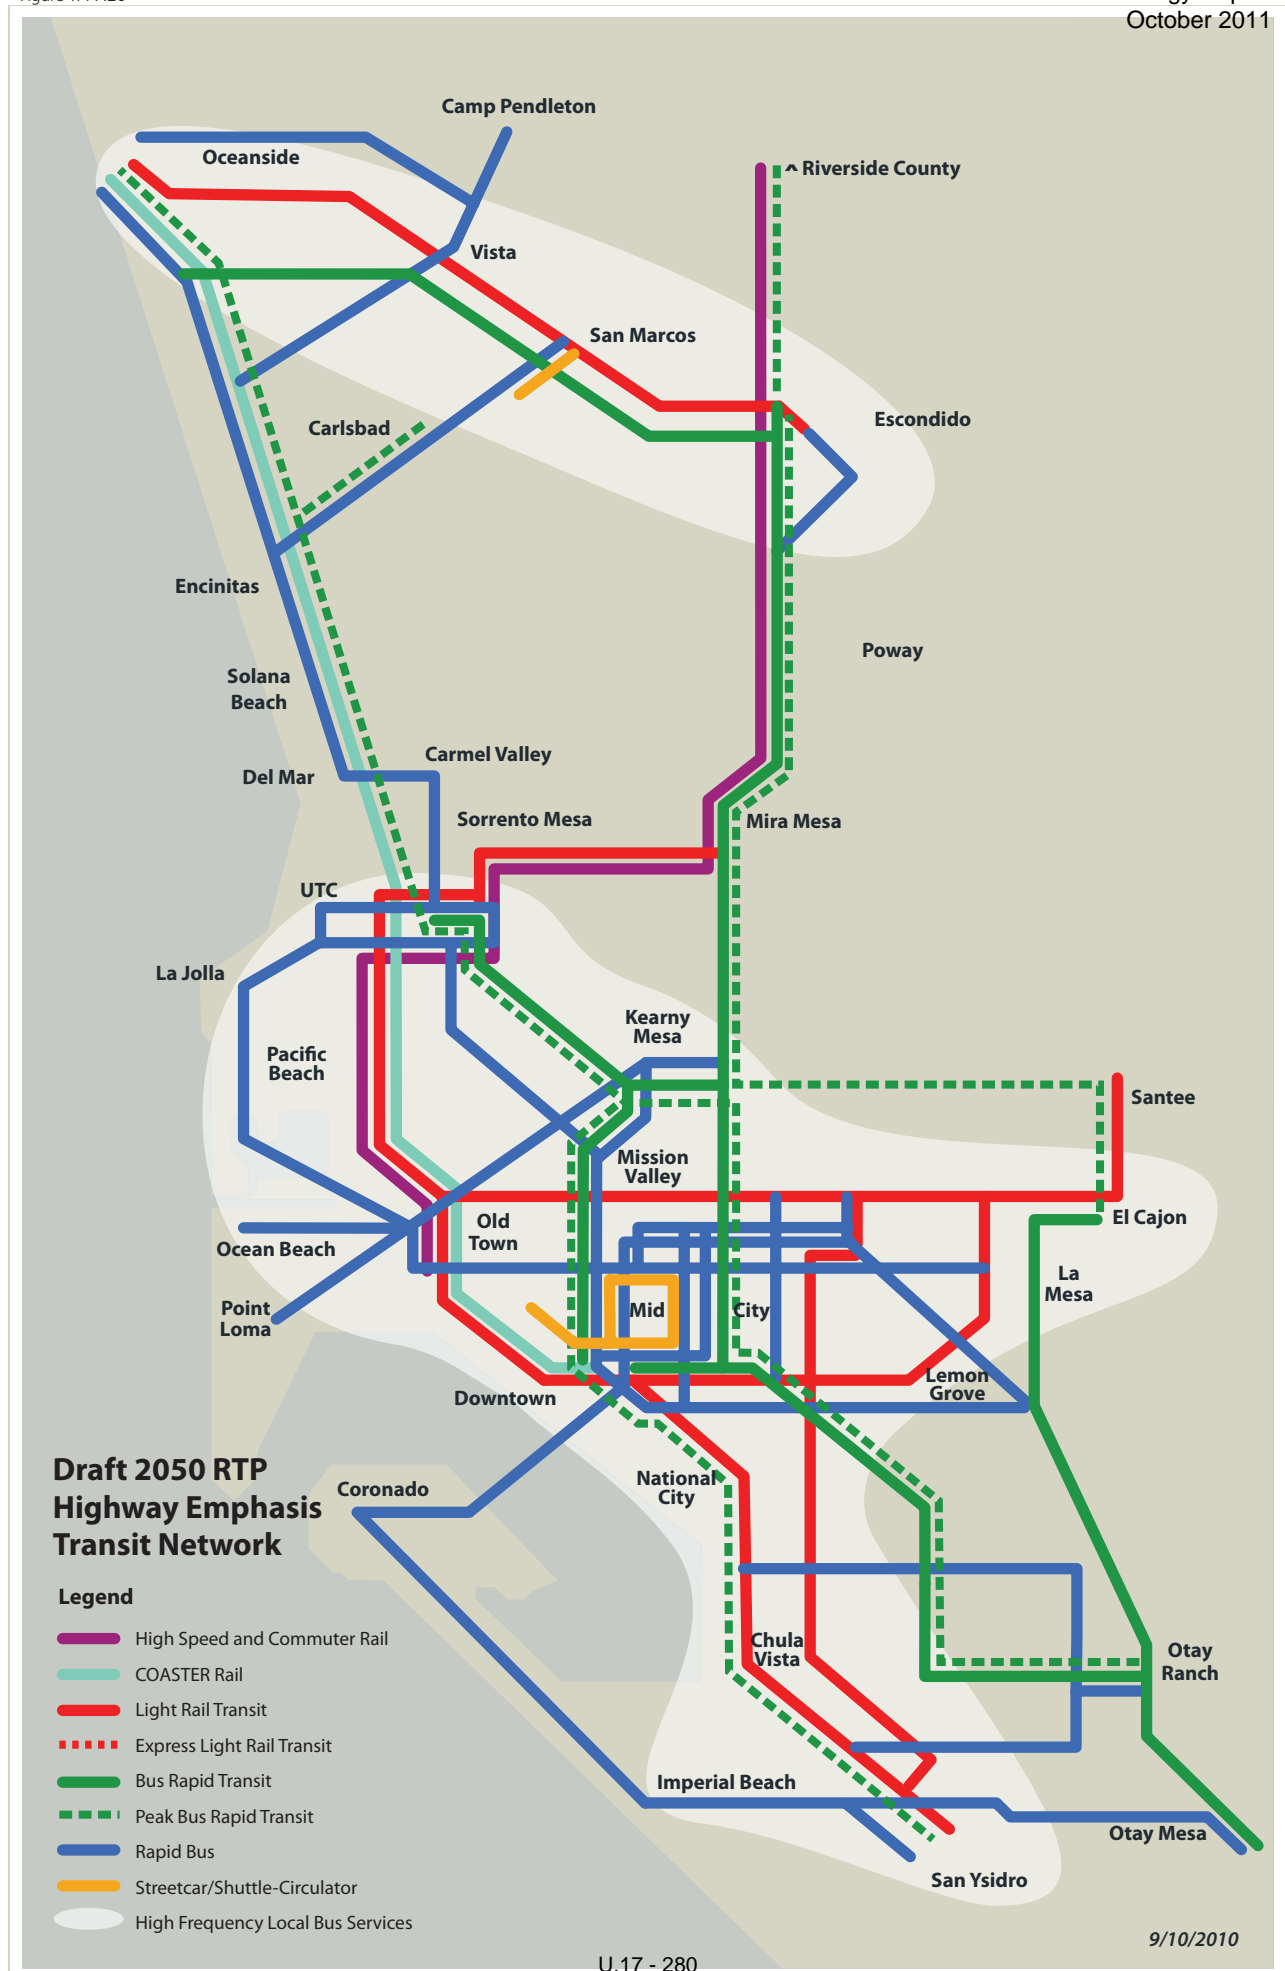 October 2011
Camp Pendleton
Oceanside
^ Riverside County
Vista
San Marcos
Escondido
Carlsbad
Encinitas
Poway
Solana
Beach
Carmel Valley
Del Mar
Sorrento Mesa
Mira Mesa
UTC
La Jolla
Kearny
Mesa
Pacific
Beach
Santee
Mission
Valley
Old
Town
El Cajon
Ocean Beach
La
Mesa
Point
Loma
Mid
City
Lemon
Grove
Downtown
National
City
Coronado
Draft 2050 RTP
Highway Emphasis
Transit Network
Legend
High Speed and Commuter Rail
COASTER Rail
Light Rail Transit
Express Light Rail Transit
Bus Rapid Transit
Peak Bus Rapid Transit
Rapid Bus
Streetcar/Shuttle-Circulator
High Frequency Local Bus Services
Chula
Vista
Otay
Ranch
Imperial Beach
Otay Mesa
San Ysidro
9/10/2010
U.17 - 280